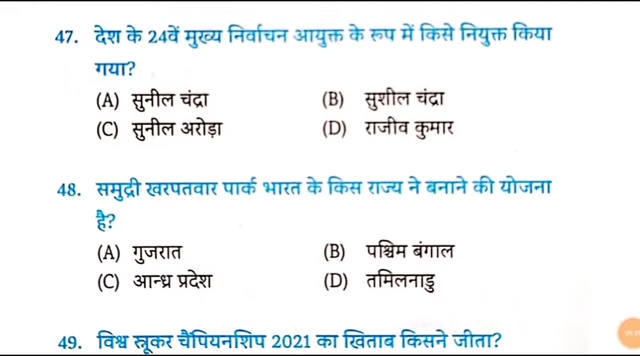 47. देश के 24वें मुख्य निर्वाचन आयुक्त के रूप में किसे नियुक्त किया
गया?
(A) सुनील चंद्रा (B) सुशील चंद्रा
(C) सुनील अरोड़ा (D) राजीव कुमार
48. समुद्री खरपतवार पार्क भारत के किस राज्य ने बनाने की योजना
है?
(A) गुजरात (B) पश्चिम बंगाल
(C) आन्ध्र प्रदेश (D) तमिलनाडु
49. विश्व स्नूकर चैंपियनशिप 2021 का खिताब किसने जीता?